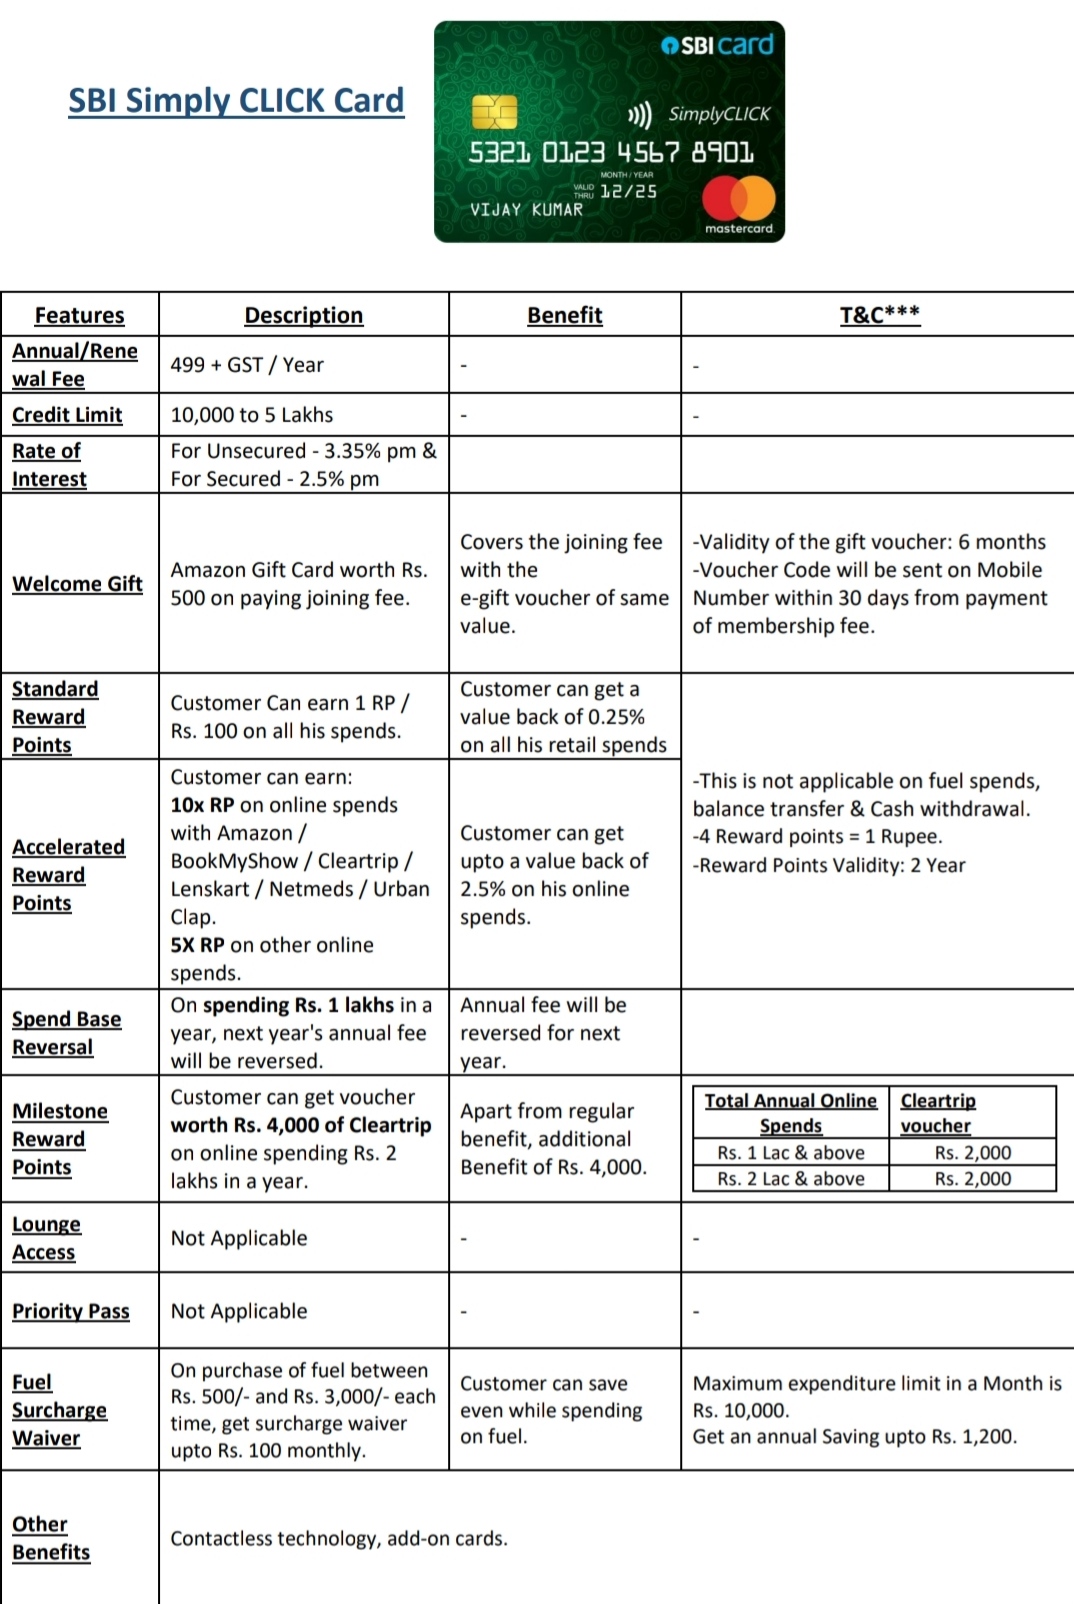 SBI Simply CLICK Card
SBI card
SimplyCLICK
5321 0123 4567 8901
MONTH / YEAR
VALID
THRU 12/25
VIJAY KUMAR
mastercard.
Features Description Benefit T&C***
Annual/Rene
wal Fee
499 + GST / Year
-
-
Credit Limit
10,000 to 5 Lakhs
-
-
Rate of
Interest
For Unsecured - 3.35% pm &
For Secured - 2.5% pm
Welcome Gift
Amazon Gift Card worth Rs.
500 on paying joining fee.
Covers the joining fee
with the
e-gift voucher of same
value.
-Validity of the gift voucher: 6 months
-Voucher Code will be sent on Mobile
Number within 30 days from payment
of membership fee.
Standard
Reward
Points
Customer Can earn 1 RP /
Rs. 100 on all his spends.
Customer can get a
value back of 0.25%
on all his retail spends
-This is not applicable on fuel spends,
balance transfer & Cash withdrawal.
-4 Reward points = 1 Rupee.
-Reward Points Validity: 2 Year
Accelerated
Reward
Points
Customer can earn:
10x RP on online spends
with Amazon /
BookMyShow / Cleartrip /
Lenskart / Netmeds / Urban
Clap.
5X RP on other online
spends.
Customer can get
upto a value back of
2.5% on his online
spends.
Spend Base
Reversal
On spending Rs. 1 lakhs in a
year, next year's annual fee
will be reversed.
Annual fee will be
reversed for next
year.
Milestone
Reward
Points
Customer can get voucher
worth Rs. 4,000 of Cleartrip
on online spending Rs. 2
lakhs in a year.
Apart from regular
benefit, additional
Benefit of Rs. 4,000.
Total Annual Online
Spends
Cleartrip
voucher
Rs. 1 Lac & above Rs. 2,000
Rs. 2 Lac & above Rs. 2,000
Lounge
Access
Not Applicable
-
-
Priority Pass
Not Applicable
-
-
Fuel
Surcharge
Waiver
On purchase of fuel between
Rs. 500/- and Rs. 3,000/- each
time, get surcharge waiver
upto Rs. 100 monthly.
Customer can save
even while spending
on fuel.
Maximum expenditure limit in a Month is
Rs. 10,000.
Get an annual Saving upto Rs. 1,200.
Other
Benefits
Contactless technology, add-on cards.